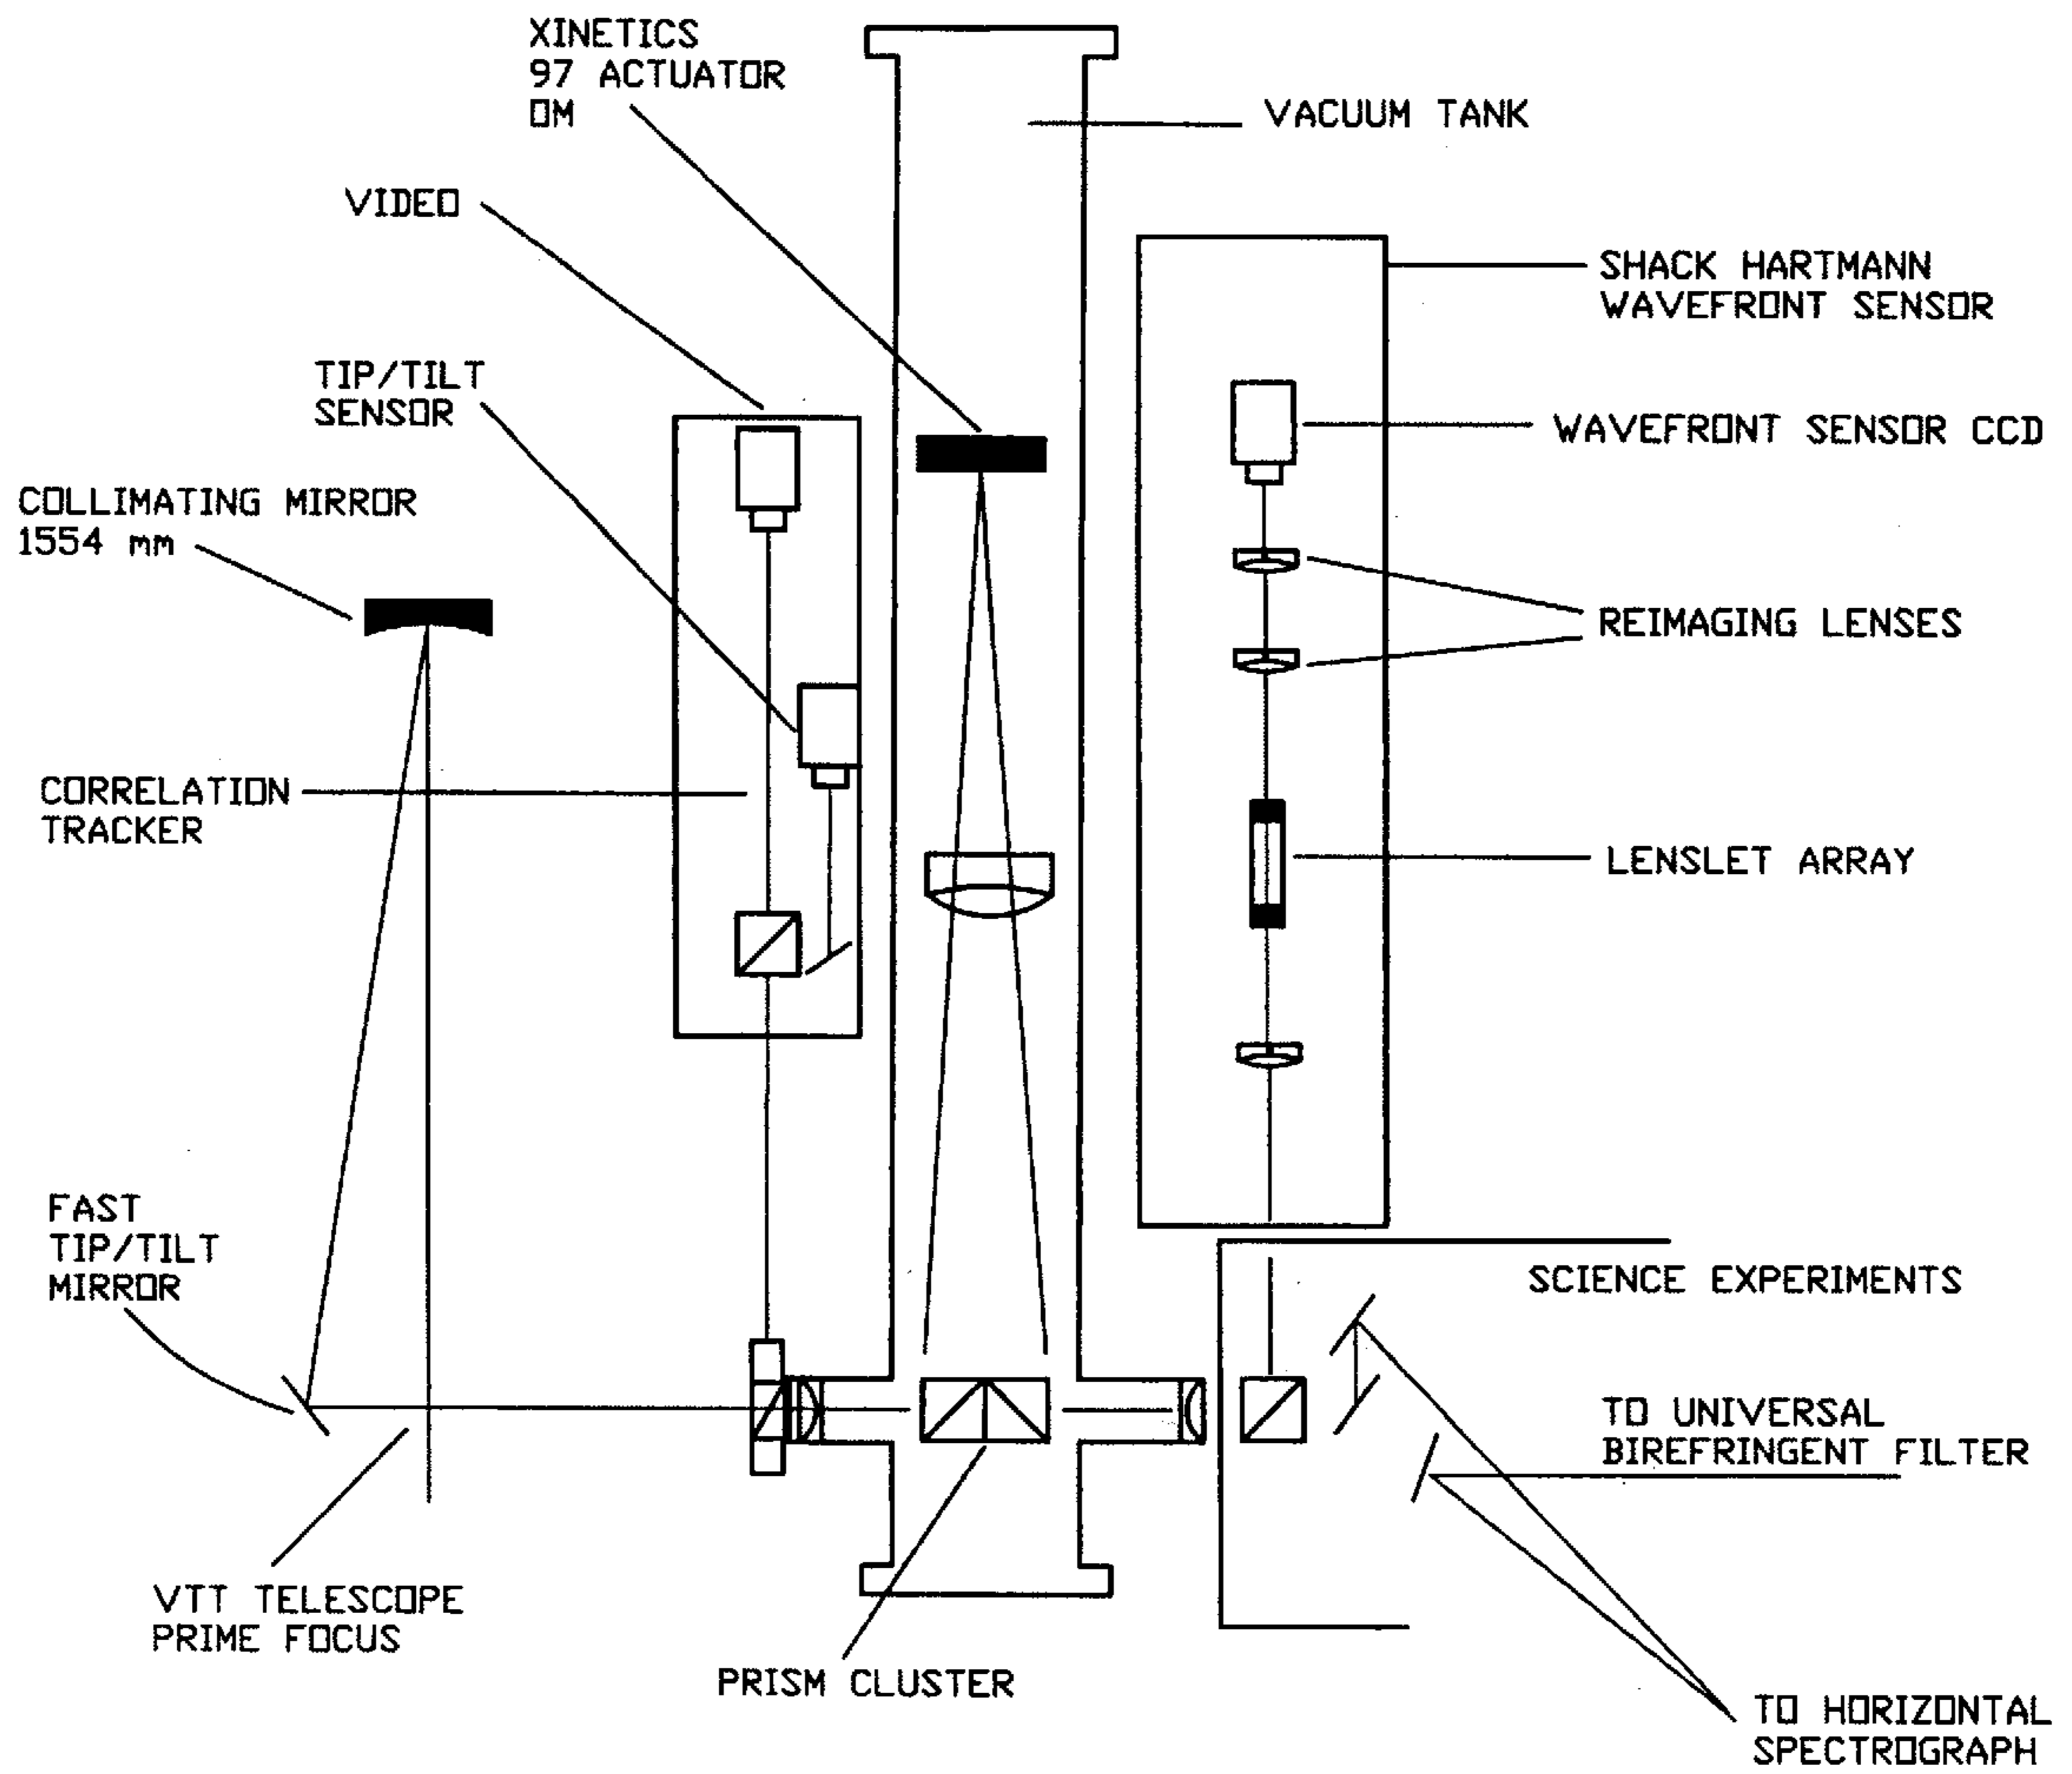 XINETICS
97 ACTUATOR
DM
VACUUM TANK
VIDEO
SHACK HARTMANN
WAVEFRONT SENSOR
TIP/TILT
SENSOR
WAVEFRONT SENSOR CCD
COLLIMATING MIRROR
1554 mm
REIMAGING LENSES
CORRELATION
TRACKER
LENSLET ARRAY
FAST
TIP/TILT
MIRROR
SCIENCE EXPERIMENTS
TO UNIVERSAL
BIREFRINGENT FILTER
VTT TELESCOPE
PRIME FOCUS
PRISM CLUSTER
TO HORIZONTAL
SPECTROGRAPH